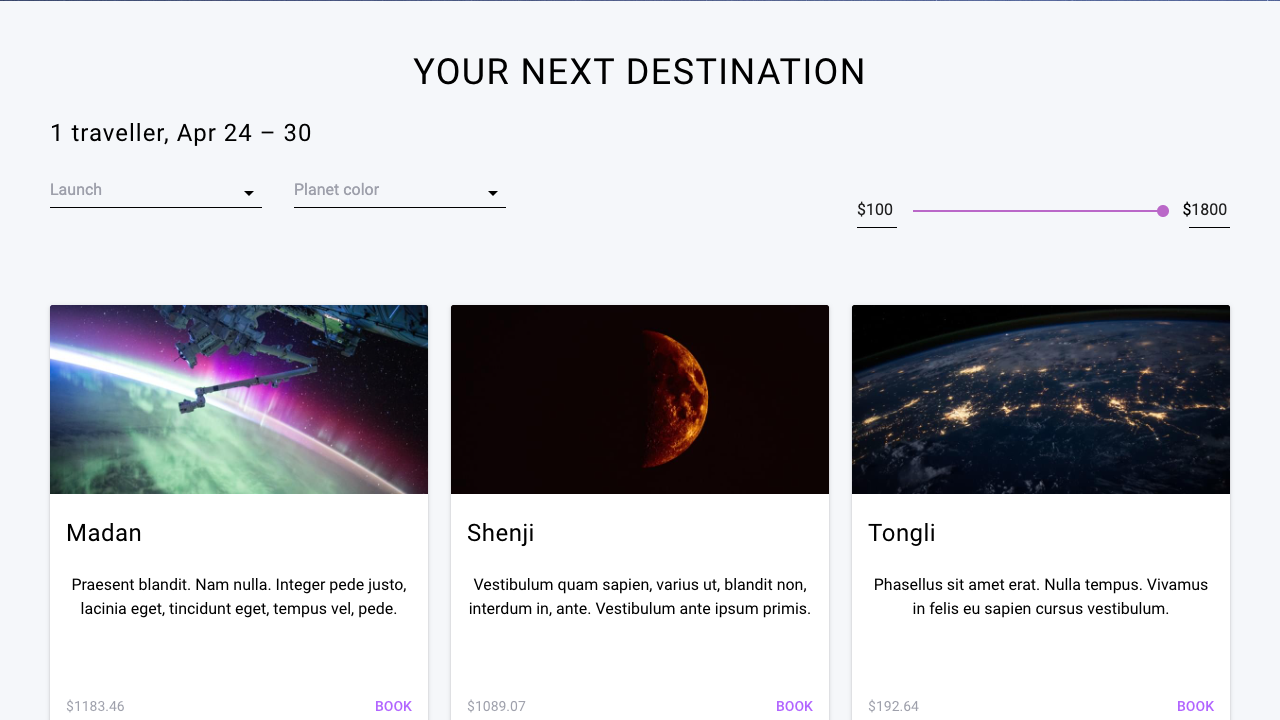 YOUR NEXT DESTINATION
1 traveller, Apr 24 – 30
Launch
Planet color
$100
$1800
Madan
Praesent blandit. Nam nulla. Integer pede justo,
lacinia eget, tincidunt eget, tempus vel, pede.
$1183.46
BOOK
Shenji
Vestibulum quam sapien, varius ut, blandit non,
interdum in, ante. Vestibulum ante ipsum primis.
$1089.07
BOOK
Tongli
Phasellus sit amet erat. Nulla tempus. Vivamus
in felis eu sapien cursus vestibulum.
$192.64
BOOK